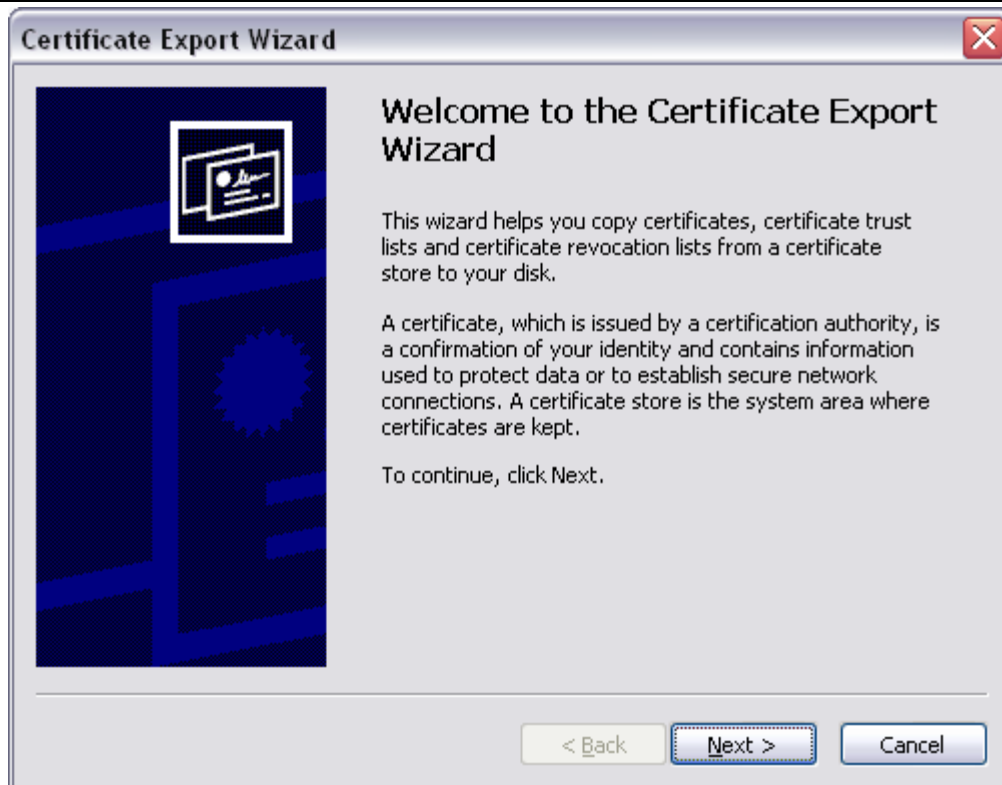 Certificate Export Wizard
Welcome to the Certificate Export
Wizard
This wizard helps you copy certificates, certificate trust
lists and certificate revocation lists from a certificate
store to your disk.
A certificate, which is issued by a certification authority, is
a confirmation of your identity and contains information
used to protect data or to establish secure network
connections. A certificate store is the system area where
certificates are kept.
To continue, click Next.
< Back Next > Cancel